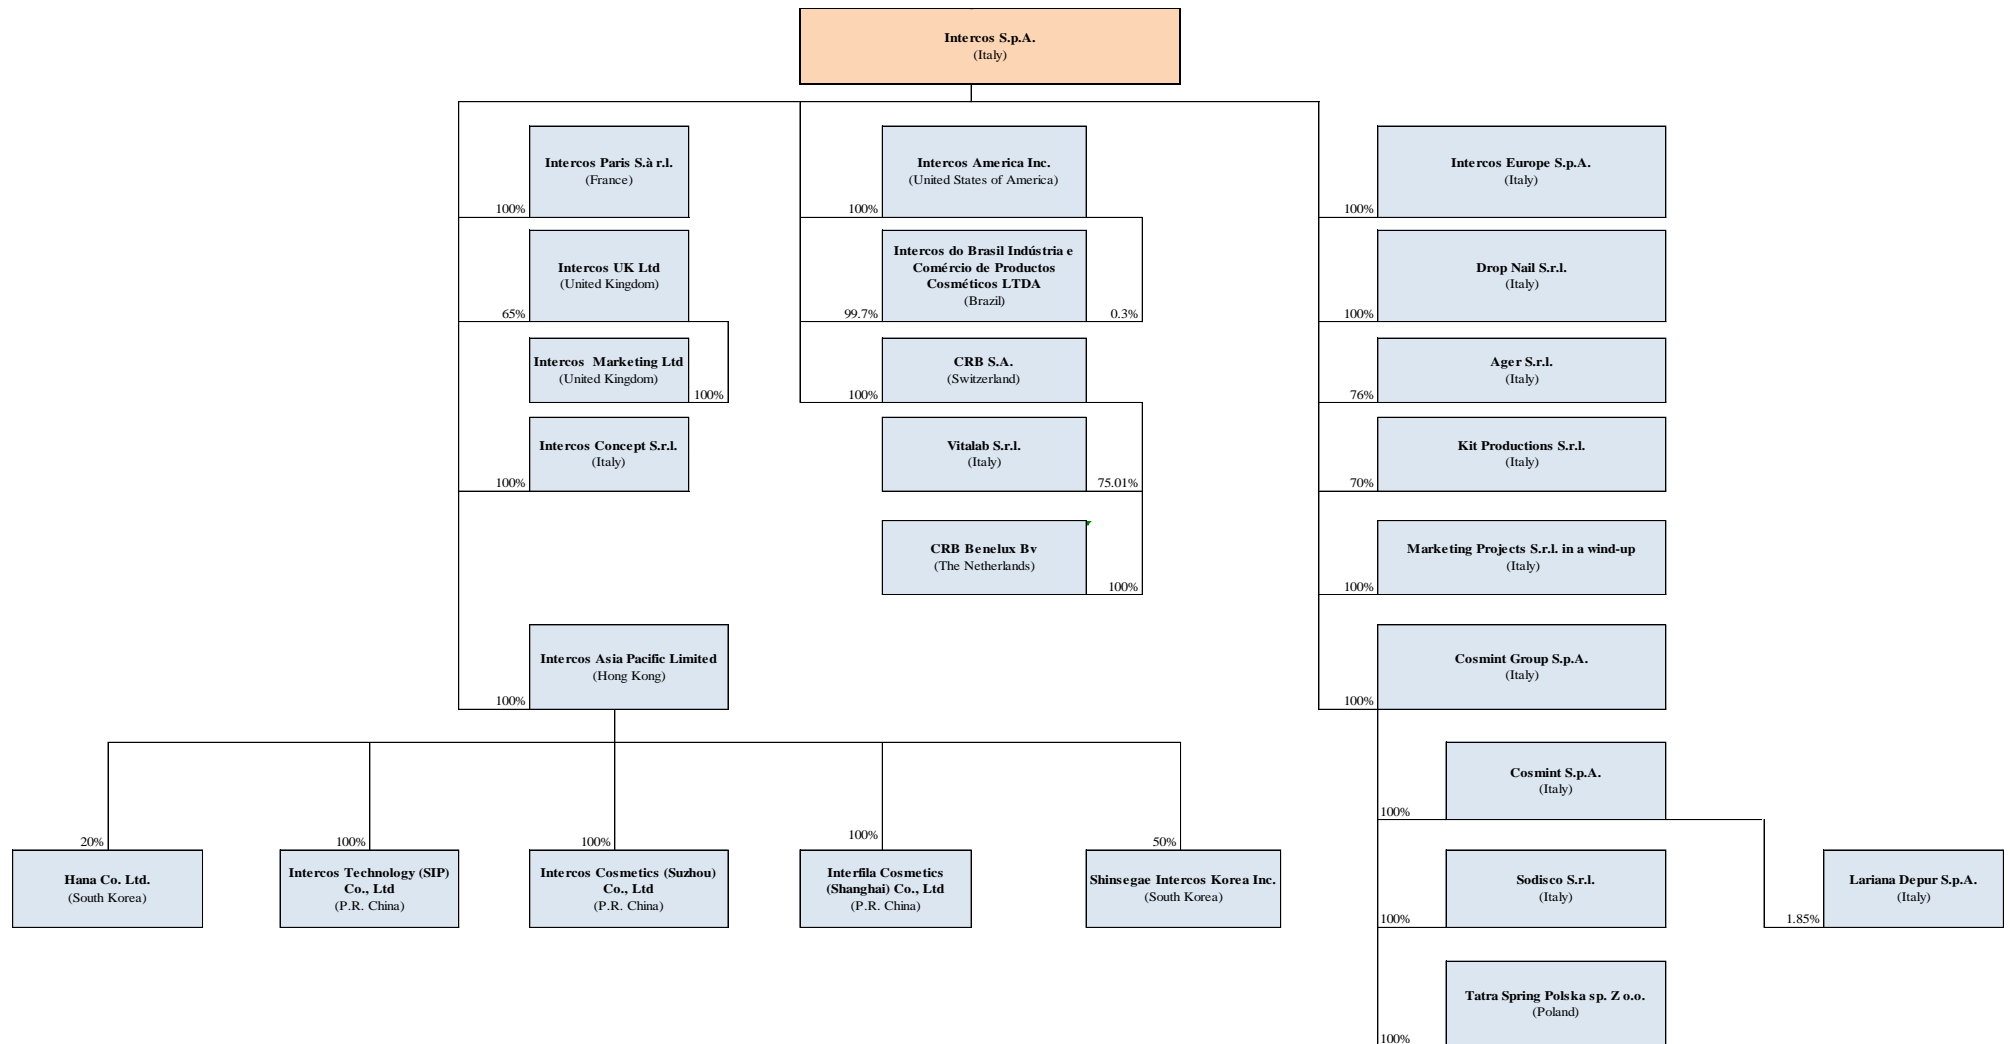 Intercos S.p.A.
(Italy)
Intercos Paris S.à r.l.
(France)
100%
Intercos America Inc.
(United States of America)
100%
Intercos Europe S.p.A.
(Italy)
100%
Intercos UK Ltd
(United Kingdom)
65%
Intercos do Brasil Indústria e
Comércio de Productos
Cosméticos LTDA
(Brazil)
99.7%
0.3%
Drop Nail S.r.l.
(Italy)
100%
Intercos Marketing Ltd
(United Kingdom)
100%
CRB S.A.
(Switzerland)
100%
Ager S.r.l.
(Italy)
76%
Intercos Concept S.r.l.
(Italy)
100%
Vitalab S.r.l.
(Italy)
75.01%
Kit Productions S.r.l.
(Italy)
70%
CRB Benelux Bv
(The Netherlands)
100%
Marketing Projects S.r.l. in a wind-up
(Italy)
100%
Intercos Asia Pacific Limited
(Hong Kong)
100%
Cosmint Group S.p.A.
(Italy)
100%
Cosmint S.p.A.
(Italy)
100%
20%
Hana Co. Ltd.
(South Korea)
100%
Intercos Technology (SIP)
Co., Ltd
(P.R. China)
100%
Intercos Cosmetics (Suzhou)
Co., Ltd
(P.R. China)
100%
Interfila Cosmetics
(Shanghai) Co., Ltd
(P.R. China)
50%
Shinsegae Intercos Korea Inc.
(South Korea)
Sodisco S.r.l.
(Italy)
100%
Lariana Depur S.p.A.
(Italy)
1.85%
Tatra Spring Polska sp. Z o.o.
(Poland)
100%